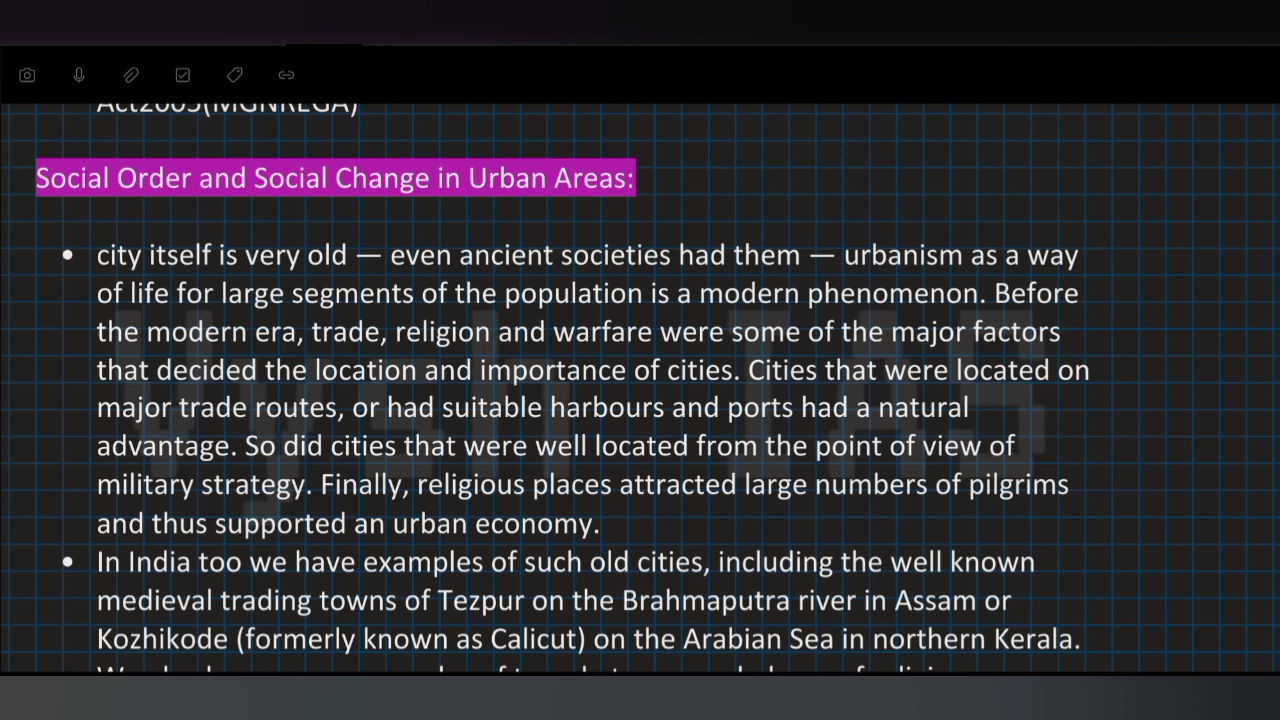 Act2005(MGNREGA)
Social Order and Social Change in Urban Areas:
• city itself is very old — even ancient societies had them — urbanism as a way
of life for large segments of the population is a modern phenomenon. Before
the modern era, trade, religion and warfare were some of the major factors
that decided the location and importance of cities. Cities that were located on
major trade routes, or had suitable harbours and ports had a natural
advantage. So did cities that were well located from the point of view of
military strategy. Finally, religious places attracted large numbers of pilgrims
and thus supported an urban economy.
• In India too we have examples of such old cities, including the well known
medieval trading towns of Tezpur on the Brahmaputra river in Assam or
Kozhikode (formerly known as Calicut) on the Arabian Sea in northern Kerala.